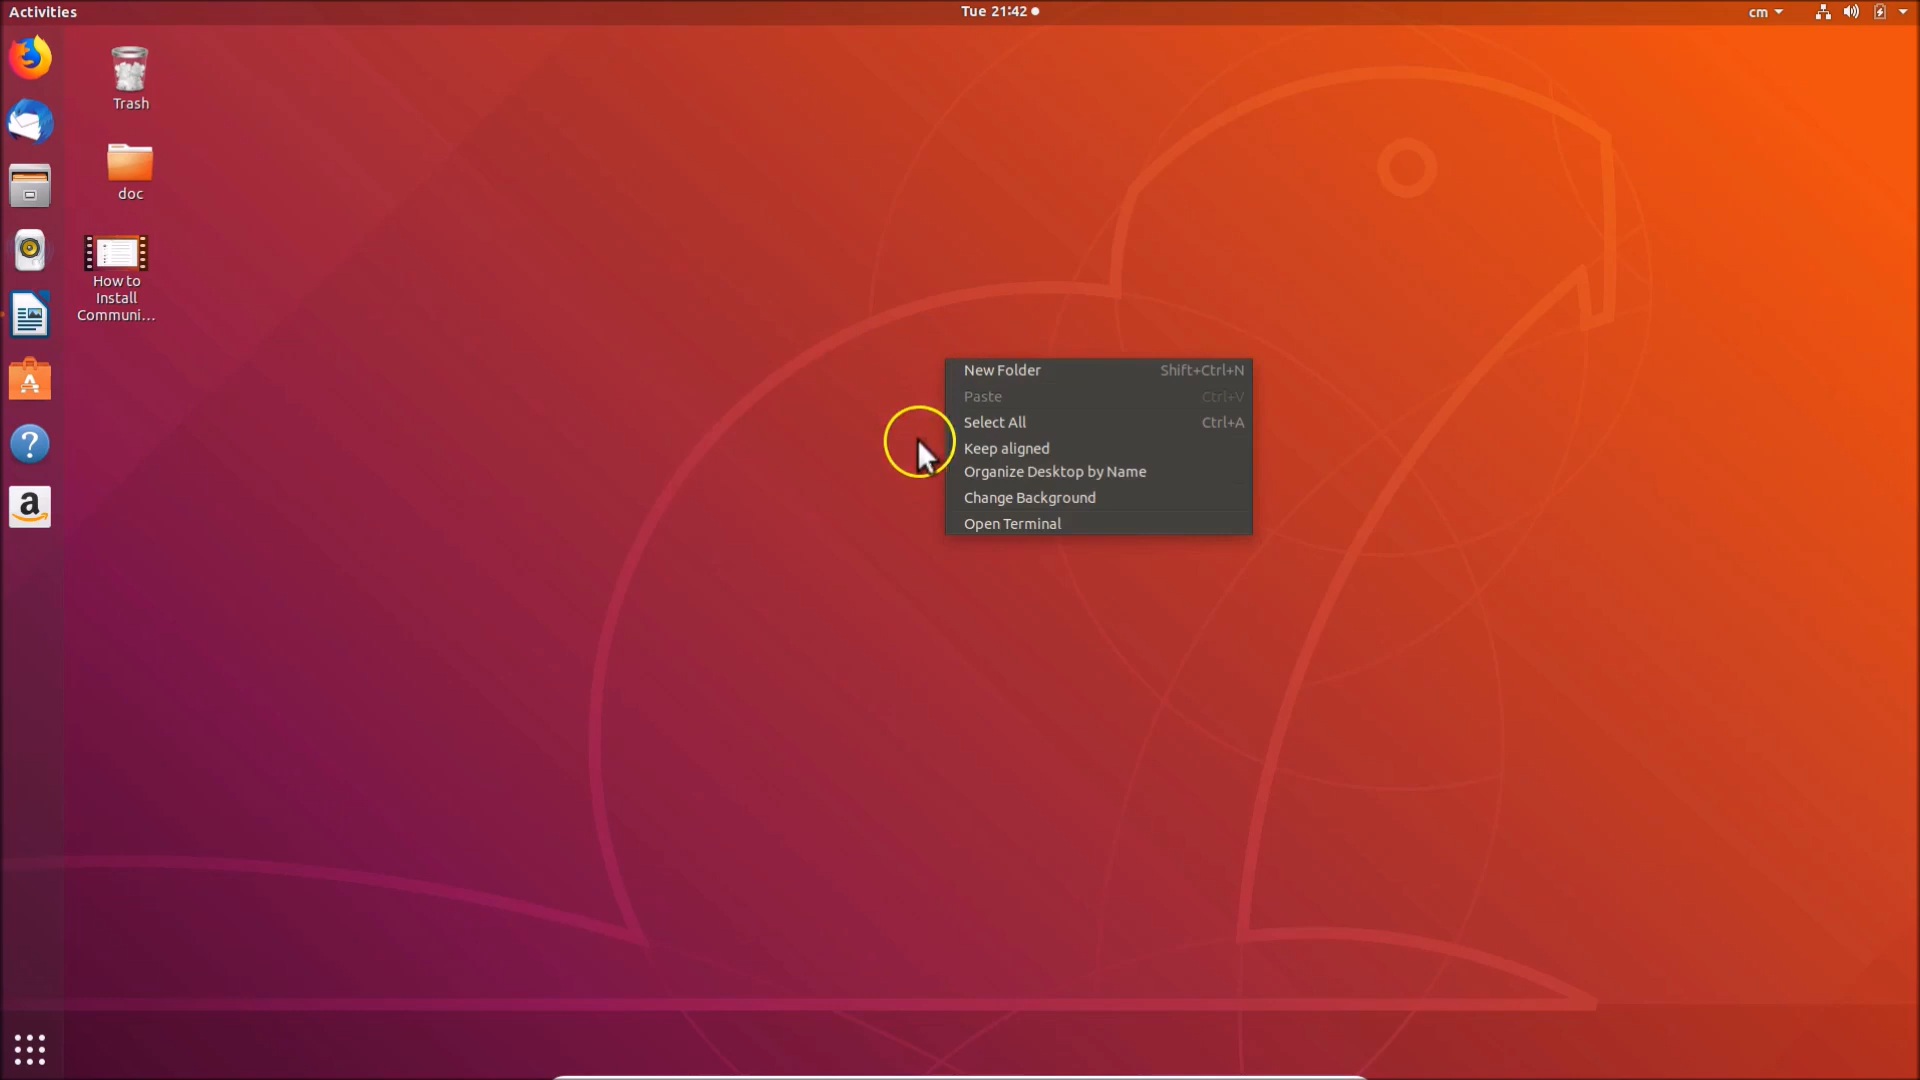 Activities
Tue 21:42
cm
Trash
doc
How to
Install
Communi...
New Folder Shift+Ctrl+N
Paste Ctrl+V
Select All Ctrl+A
Keep aligned
Organize Desktop by Name
Change Background
Open Terminal